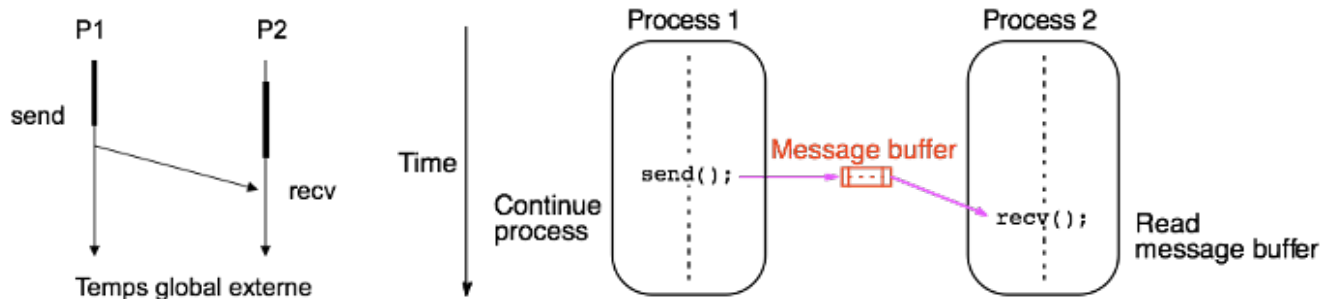 P1
P2
send
recv
Temps global externe
Time
Process 1
Process 2
Message buffer
send();
Continue
process
recv();
Read
message buffer